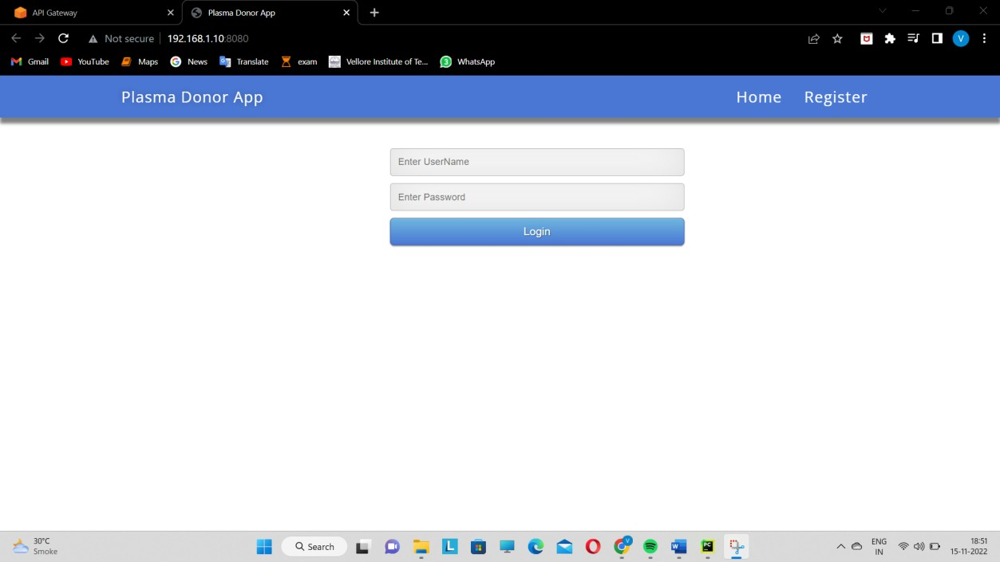 API Gateway
Plasma Donor App
Not secure 192.168.1.10:8080
V
Gmail YouTube Maps News Translate exam Vellore Institute of Te... 3 WhatsApp
Plasma Donor App Home Register
Enter UserName
Enter Password
Login
30°C
Smoke
Search
ENG
IN
18:51
15-11-2022